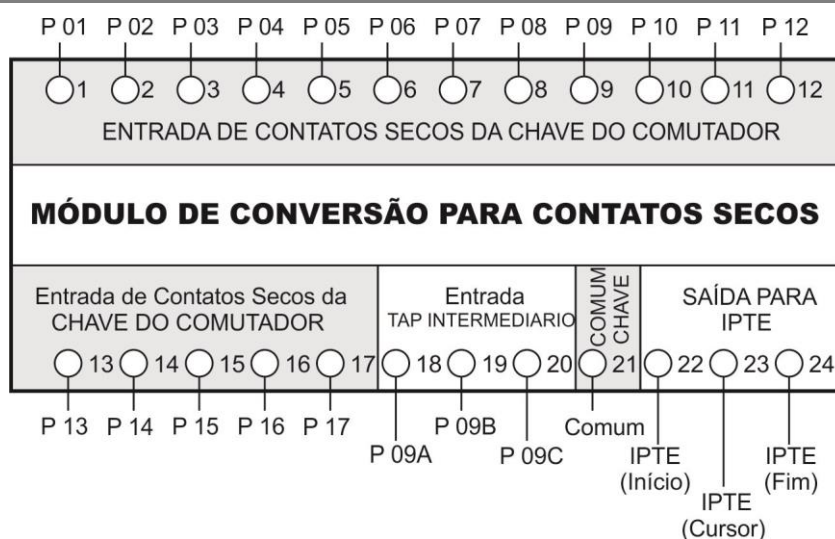 P 01 P 02 P 03 P 04 P 05 P 06 P 07 P 08 P 09 P 10 P 11 P 12
1 2 3 4 5 6 7 8 9 10 11 12
ENTRADA DE CONTATOS SECOS DA CHAVE DO COMUTADOR
MÓDULO DE CONVERSÃO PARA CONTATOS SECOS
Entrada de Contatos Secos da
CHAVE DO COMUTADOR
Entrada
TAP INTERMEDIARIO
COMUM
CHAVE
SAÍDA PARA
IPTE
13 14 15 16 17 18 19 20 21 22 23 24
P 13 P 14 P 15 P 16 P 17
P 09A
P 09B
P 09C
Comum
IPTE
(Início)
IPTE
(Cursor)
IPTE
(Fim)